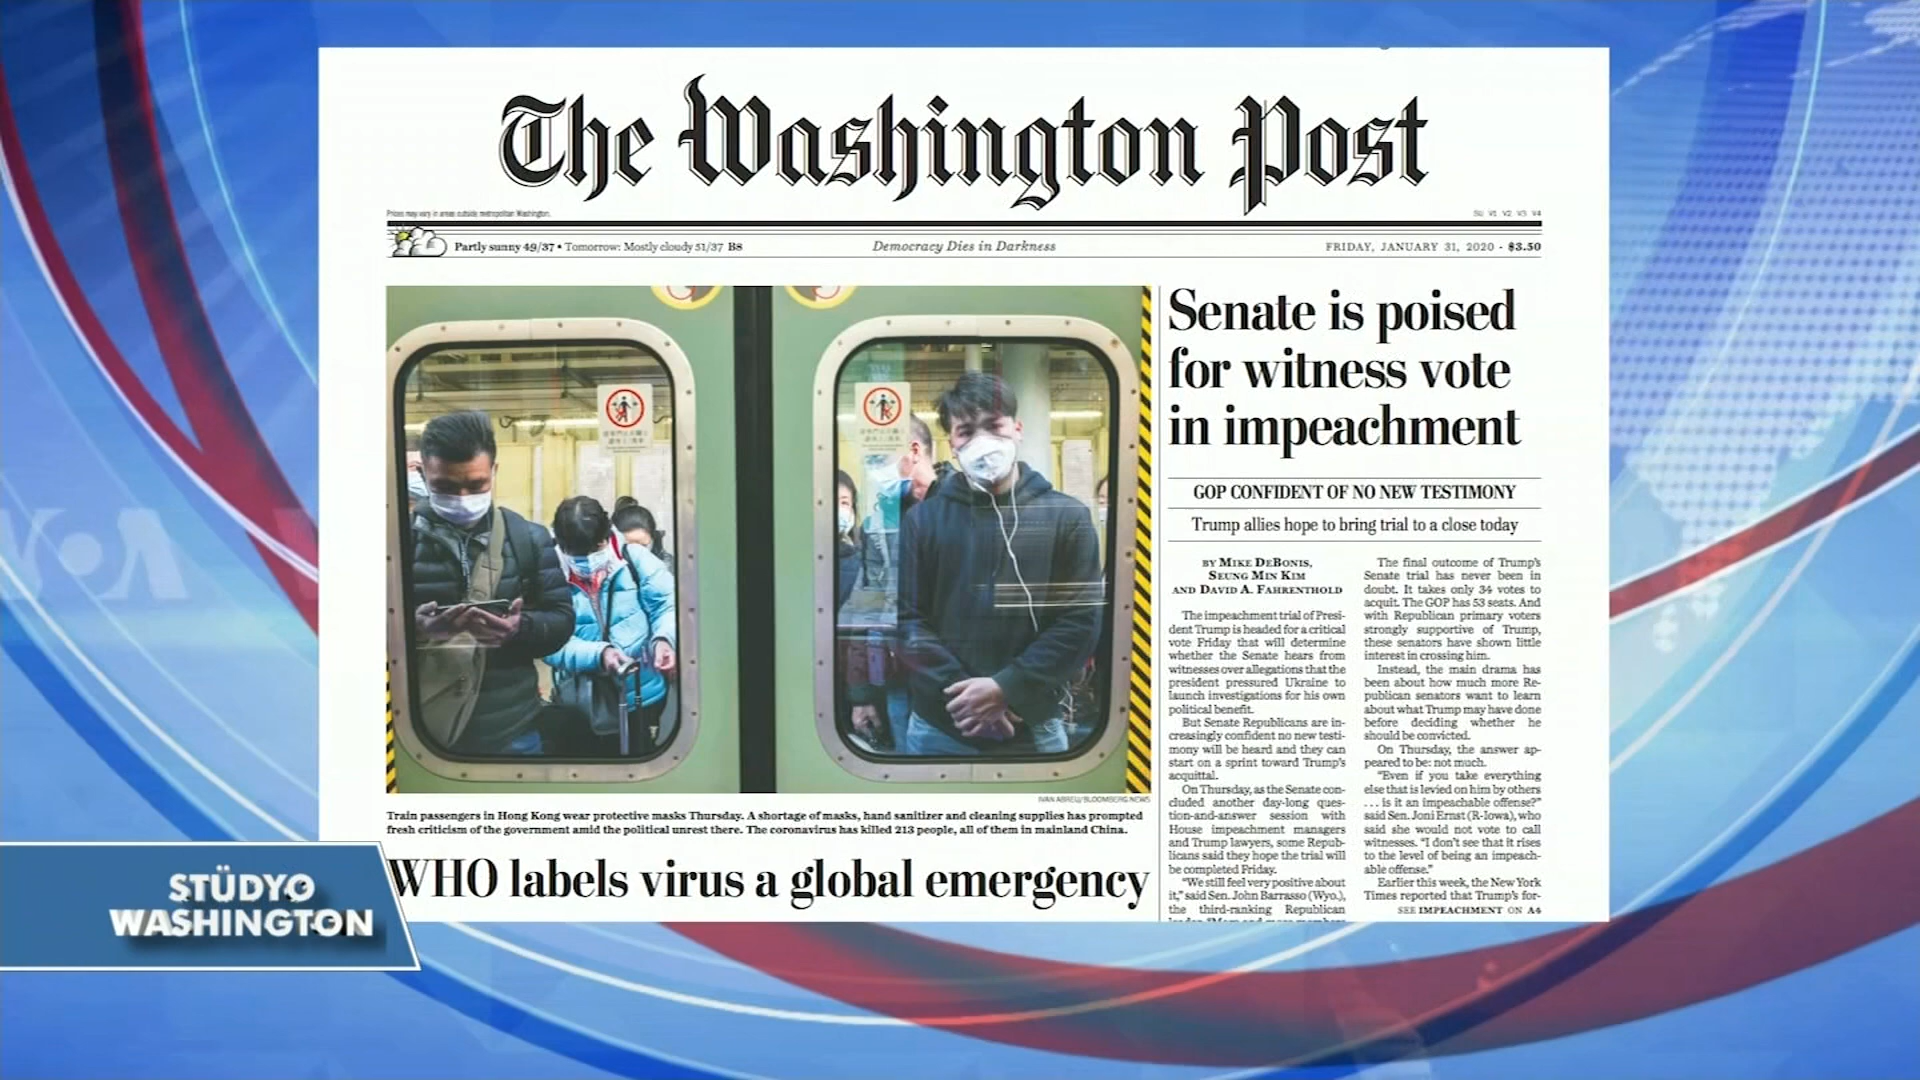 The Washington Post
Prices may vary in areas outside metropolitan Washington.
SU V1 V2 V3 V4
Partly sunny 49/37 • Tomorrow: Mostly cloudy 51/37 B8
Democracy Dies in Darkness
FRIDAY, JANUARY 31, 2020 · $3.50
IVAN ABREU/BLOOMBERG NEWS
Train passengers in Hong Kong wear protective masks Thursday. A shortage of masks, hand sanitizer and cleaning supplies has prompted
fresh criticism of the government amid the political unrest there. The coronavirus has killed 213 people, all of them in mainland China.
WHO labels virus a global emergency
Senate is poised
for witness vote
in impeachment
GOP CONFIDENT OF NO NEW TESTIMONY
Trump allies hope to bring trial to a close today
BY MIKE DEBONIS,
SEUNG MIN KIM
AND DAVID A. FAHRENTHOLD
The impeachment trial of Presi-
dent Trump is headed for a critical
vote Friday that will determine
whether the Senate hears from
witnesses over allegations that the
president pressured Ukraine to
launch investigations for his own
political benefit.
But Senate Republicans are in-
creasingly confident no new testi-
mony will be heard and they can
start on a sprint toward Trump's
acquittal.
On Thursday, as the Senate con-
cluded another day-long ques-
tion-and-answer session with
House impeachment managers
and Trump lawyers, some Repub-
licans said they hope the trial will
be completed Friday.
"We still feel very positive about
it," said Sen. John Barrasso (Wyo.),
the third-ranking Republican
The final outcome of Trump's
Senate trial has never been in
doubt. It takes only 34 votes to
acquit. The GOP has 53 seats. And
with Republican primary voters
strongly supportive of Trump,
these senators have shown little
interest in crossing him.
Instead, the main drama has
been about how much more Re-
publican senators want to learn
about what Trump may have done
before deciding whether he
should be convicted.
On Thursday, the answer ap-
peared to be: not much.
"Even if you take everything
else that is levied on him by others
. . . is it an impeachable offense?"
said Sen. Joni Ernst (R-Iowa), who
said she would not vote to call
witnesses. "I don't see that it rises
to the level of being an impeach-
able offense."
Earlier this week, the New York
Times reported that Trump's for-
SEE IMPEACHMENT ON A4
VOA
STÜDYO
WASHINGTON